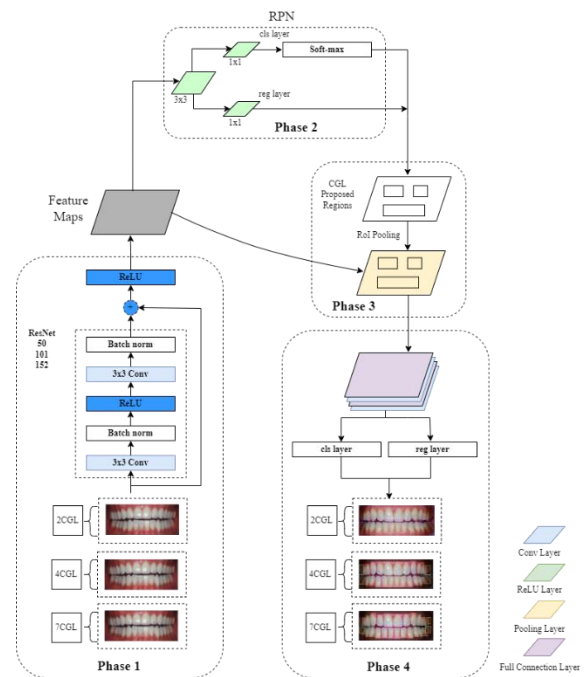 RPN
cls layer
1x1
Soft-max
3x3
reg layer
1x1
Phase 2
Feature
Maps
CGL
Proposed
Regions
RoI Pooling
Phase 3
ReLU
+
ResNet
50
101
152
Batch norm
3x3 Conv
ReLU
Batch norm
3x3 Conv
2CGL
4CGL
7CGL
Phase 1
cls layer
reg layer
2CGL
4CGL
7CGL
Phase 4
Conv Layer
ReLU Layer
Pooling Layer
Full Connection Layer